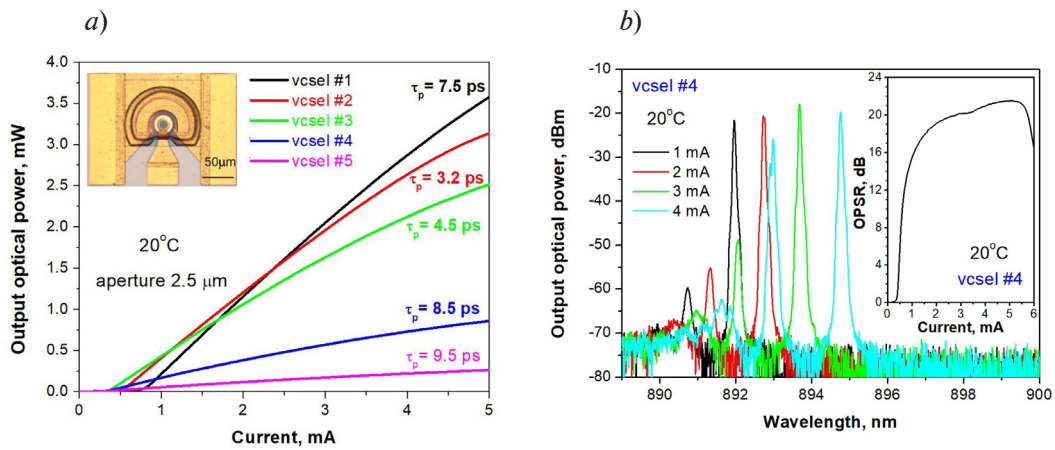 a)
b)
4.0
3.5
3.0
2.5
2.0
1.5
1.0
0.5
0.0
Output optical power, mW
0
1
2
3
4
5
Current, mA
vcsel #1
vcsel #2
vcsel #3
vcsel #4
vcsel #5
50μm
20°C
aperture 2.5 μm
τp= 7.5 ps
τp= 3.2 ps
τp= 4.5 ps
τp= 8.5 ps
τp= 9.5 ps
-10
-20
-30
-40
-50
-60
-70
-80
Output optical power, dBm
890
892
894
896
898
900
Wavelength, nm
vcsel #4
20°C
1 mA
2 mA
3 mA
4 mA
24
20
16
12
8
4
0
OPSR, dB
0
1
2
3
4
5
6
Current, mA
20°C
vcsel #4